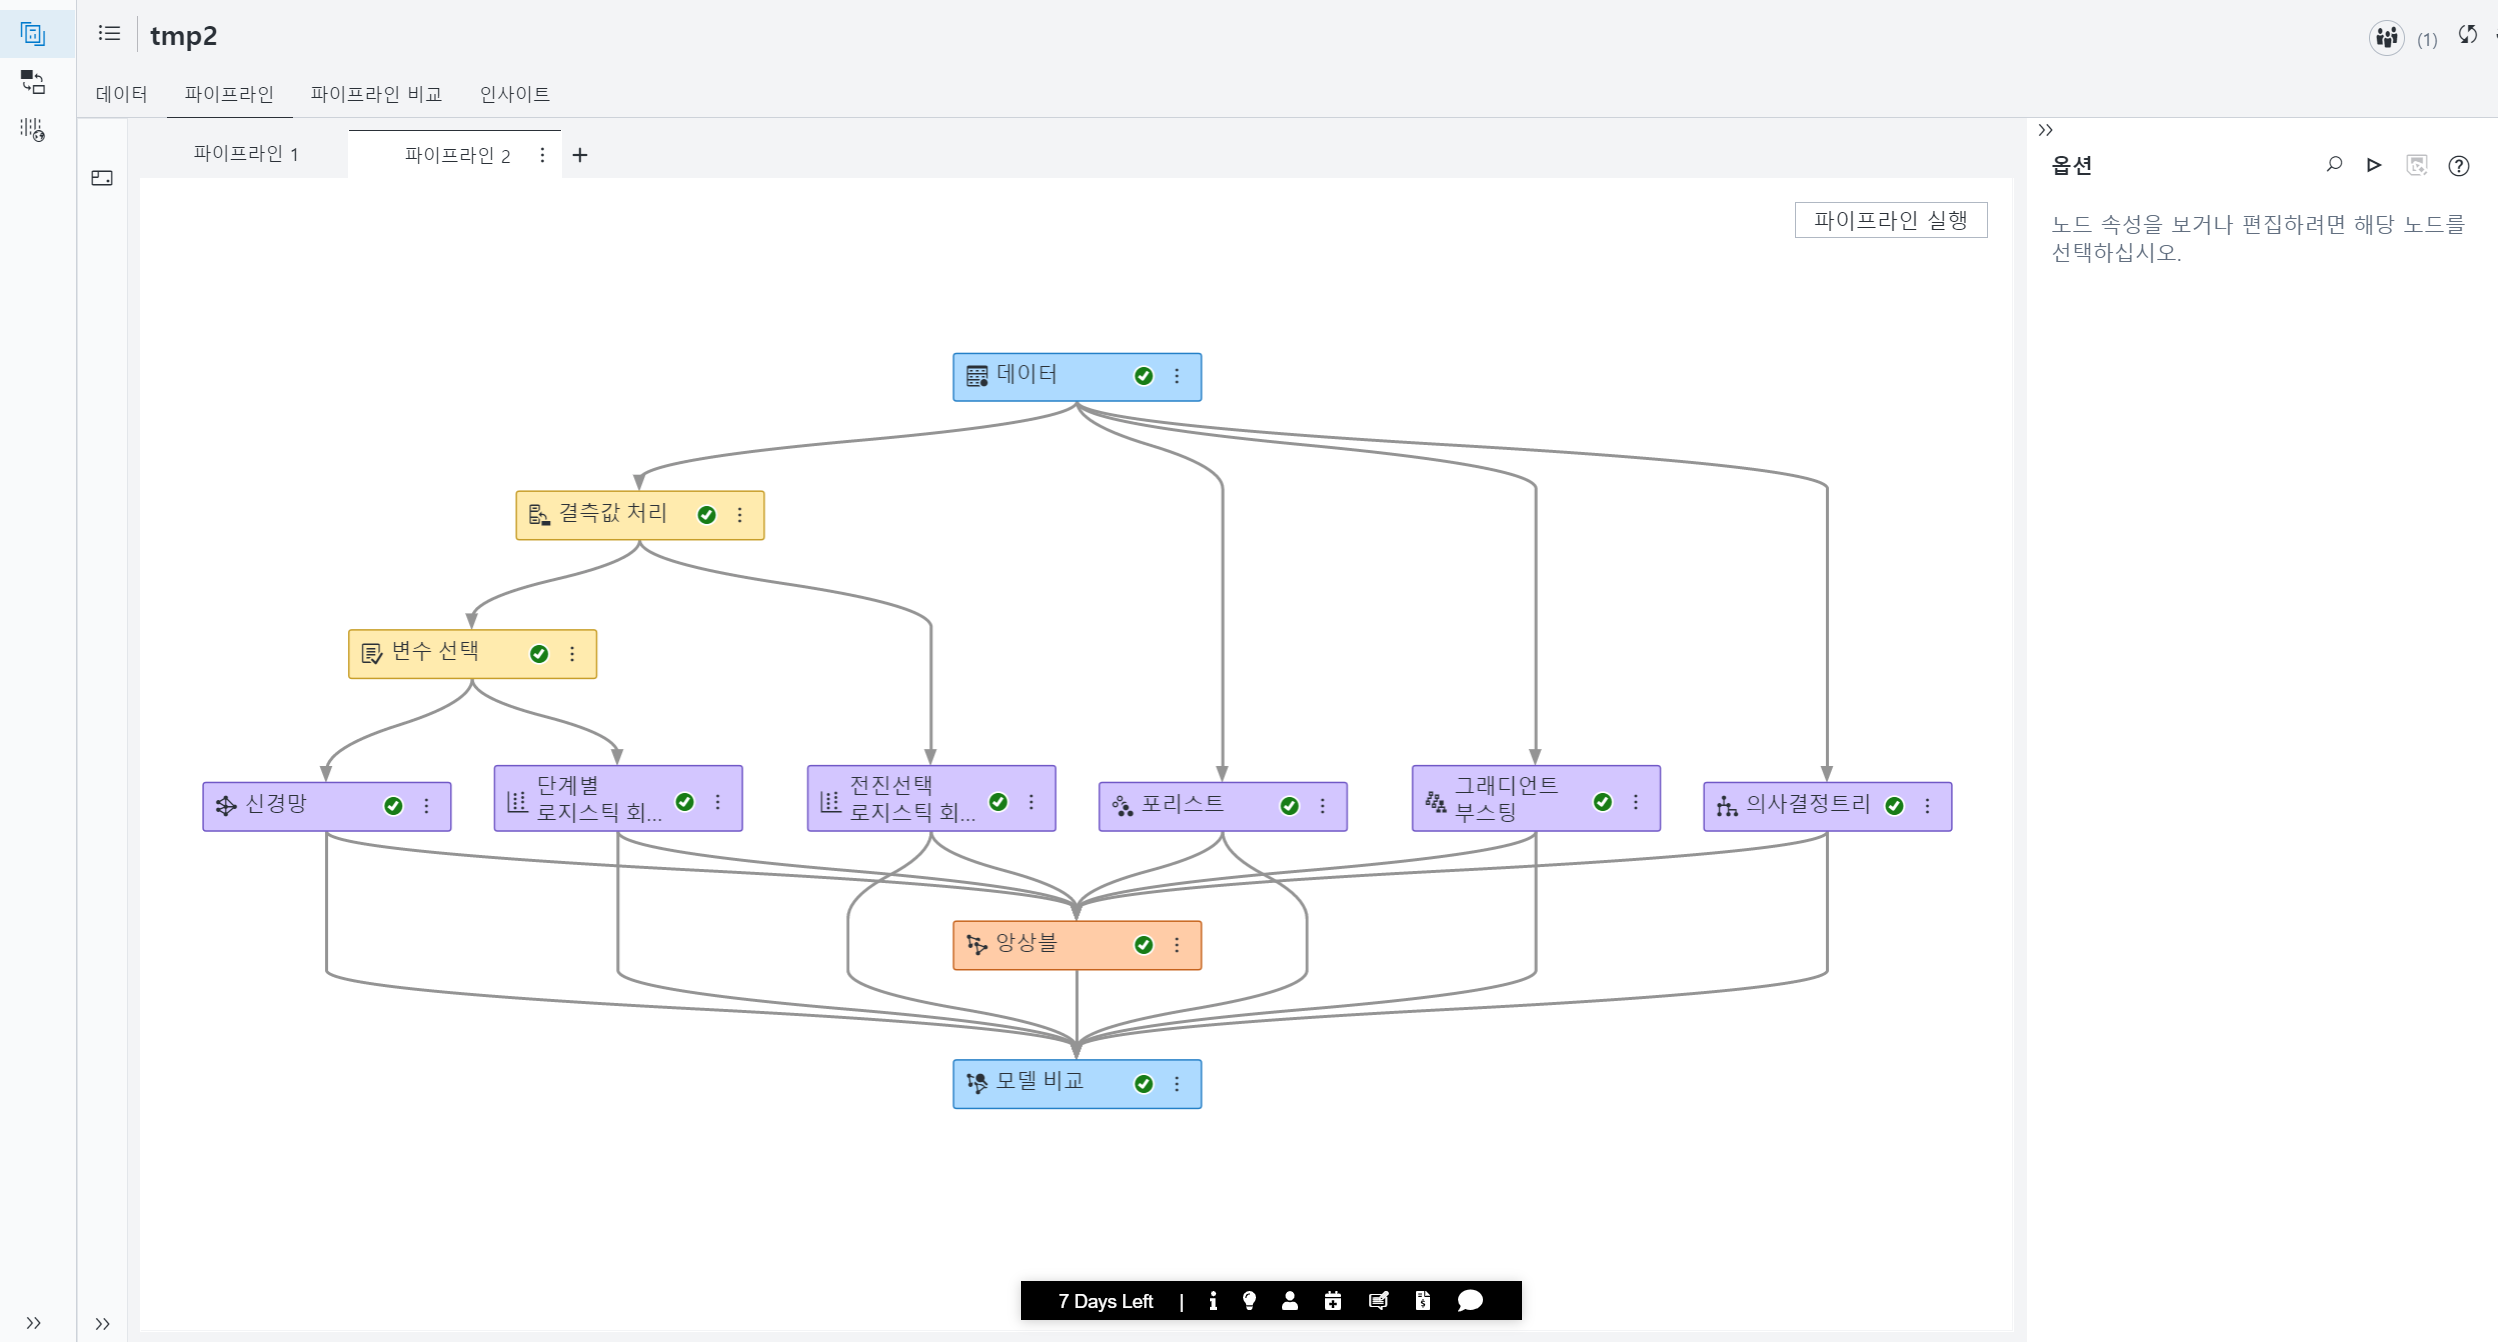 tmp2
(1)
데이터
파이프라인
파이프라인 비교
인사이트
파이프라인 1
파이프라인 2
옵션
파이프라인 실행
노드 속성을 보거나 편집하려면 해당 노드를
선택하십시오.
데이터
결측값 처리
변수 선택
신경망
단계별
로지스틱 회...
전진선택
로지스틱 회...
포리스트
그래디언트
부스팅
의사결정트리
앙상블
모델 비교
7 Days Left |